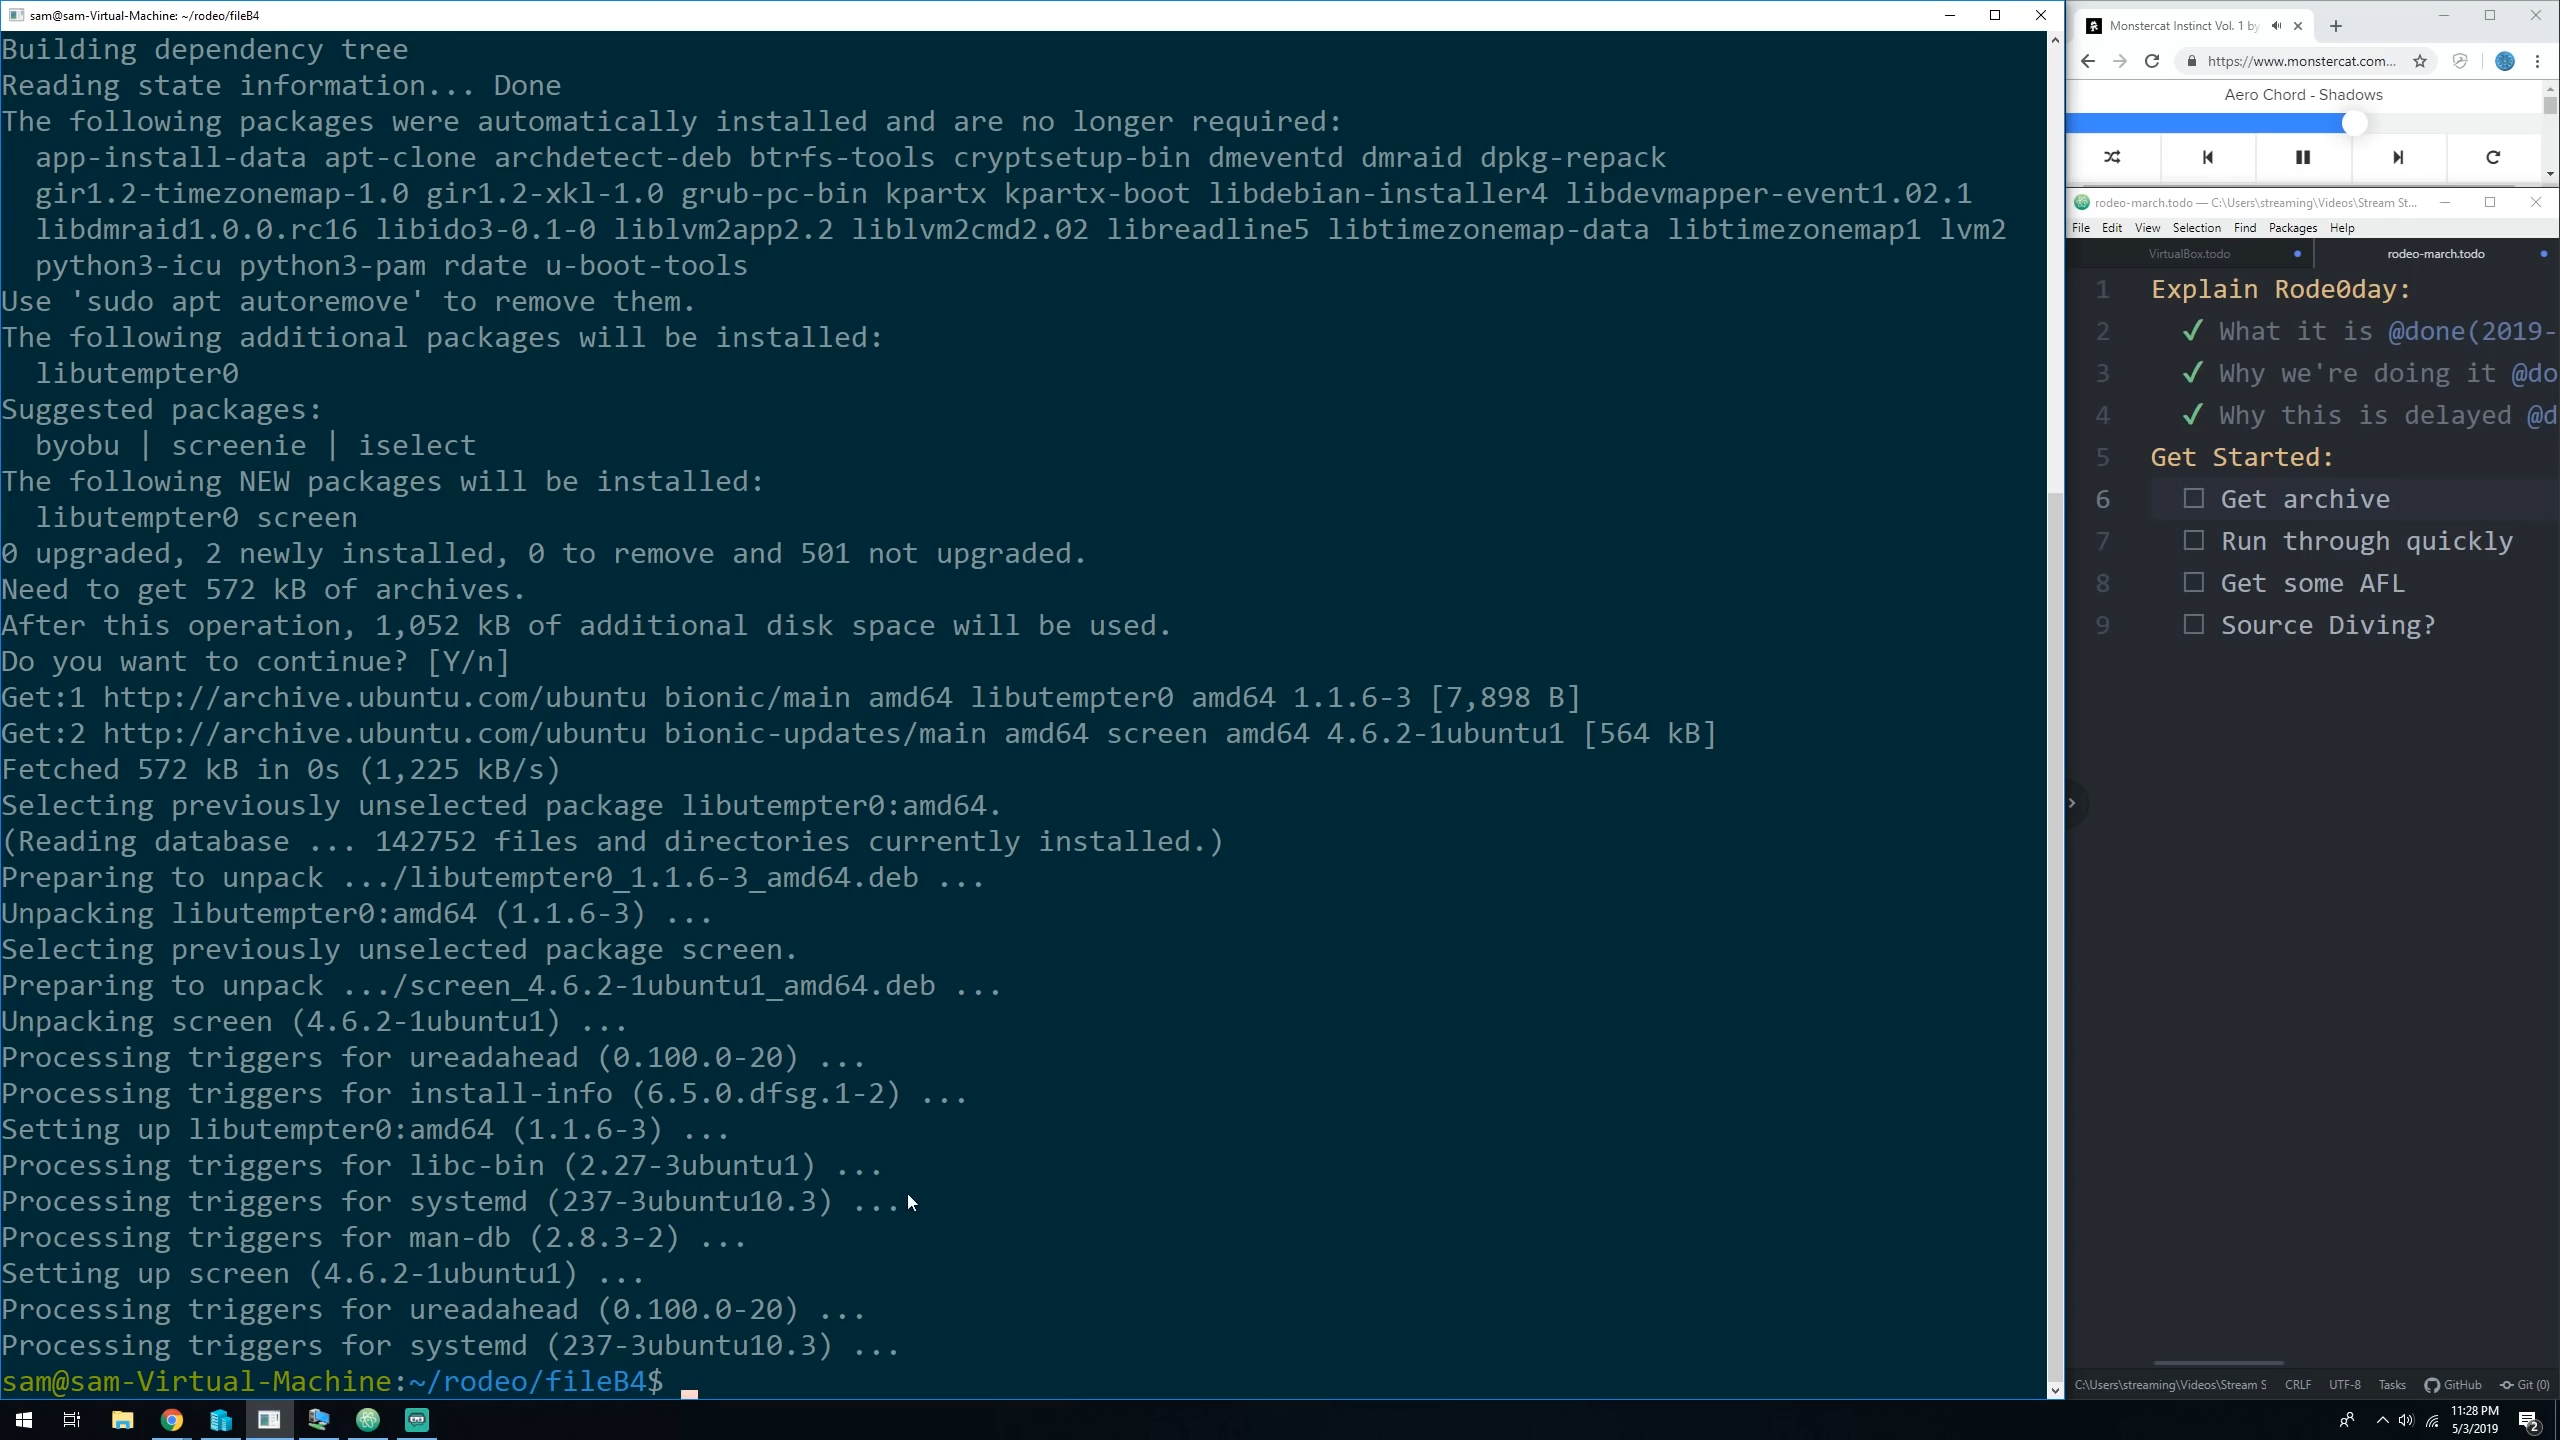 sam@sam-Virtual-Machine: ~/rodeo/fileB4
Building dependency tree
Reading state information... Done
The following packages were automatically installed and are no longer required:
  app-install-data apt-clone archdetect-deb btrfs-tools cryptsetup-bin dmeventd dmraid dpkg-repack
  gir1.2-timezonemap-1.0 gir1.2-xkl-1.0 grub-pc-bin kpartx kpartx-boot libdebian-installer4 libdevmapper-event1.02.1
  libdmraid1.0.0.rc16 libido3-0.1-0 liblvm2app2.2 liblvm2cmd2.02 libreadline5 libtimezonemap-data libtimezonemap1 lvm2
  python3-icu python3-pam rdate u-boot-tools
Use 'sudo apt autoremove' to remove them.
The following additional packages will be installed:
  libutempter0
Suggested packages:
  byobu | screenie | iselect
The following NEW packages will be installed:
  libutempter0 screen
0 upgraded, 2 newly installed, 0 to remove and 501 not upgraded.
Need to get 572 kB of archives.
After this operation, 1,052 kB of additional disk space will be used.
Do you want to continue? [Y/n]
Get:1 http://archive.ubuntu.com/ubuntu bionic/main amd64 libutempter0 amd64 1.1.6-3 [7,898 B]
Get:2 http://archive.ubuntu.com/ubuntu bionic-updates/main amd64 screen amd64 4.6.2-1ubuntu1 [564 kB]
Fetched 572 kB in 0s (1,225 kB/s)
Selecting previously unselected package libutempter0:amd64.
(Reading database ... 142752 files and directories currently installed.)
Preparing to unpack .../libutempter0_1.1.6-3_amd64.deb ...
Unpacking libutempter0:amd64 (1.1.6-3) ...
Selecting previously unselected package screen.
Preparing to unpack .../screen_4.6.2-1ubuntu1_amd64.deb ...
Unpacking screen (4.6.2-1ubuntu1) ...
Processing triggers for ureadahead (0.100.0-20) ...
Processing triggers for install-info (6.5.0.dfsg.1-2) ...
Setting up libutempter0:amd64 (1.1.6-3) ...
Processing triggers for libc-bin (2.27-3ubuntu1) ...
Processing triggers for systemd (237-3ubuntu10.3) ...
Processing triggers for man-db (2.8.3-2) ...
Setting up screen (4.6.2-1ubuntu1) ...
Processing triggers for ureadahead (0.100.0-20) ...
Processing triggers for systemd (237-3ubuntu10.3) ...
sam@sam-Virtual-Machine:~/rodeo/fileB4$
Monstercat Instinct Vol. 1 by
https://www.monstercat.com...
Aero Chord - Shadows
rodeo-march.todo — C:\Users\streaming\Videos\Stream St...
File Edit View Selection Find Packages Help
VirtualBox.todo rodeo-march.todo
1 Explain Rode0day:
2 ✓ What it is @done(2019-
3 ✓ Why we're doing it @do
4 ✓ Why this is delayed @d
5 Get Started:
6 ☐ Get archive
7 ☐ Run through quickly
8 ☐ Get some AFL
9 ☐ Source Diving?
C:\Users\streaming\Videos\Stream S CRLF UTF-8 Tasks GitHub Git (0)
11:28 PM
5/3/2019
2